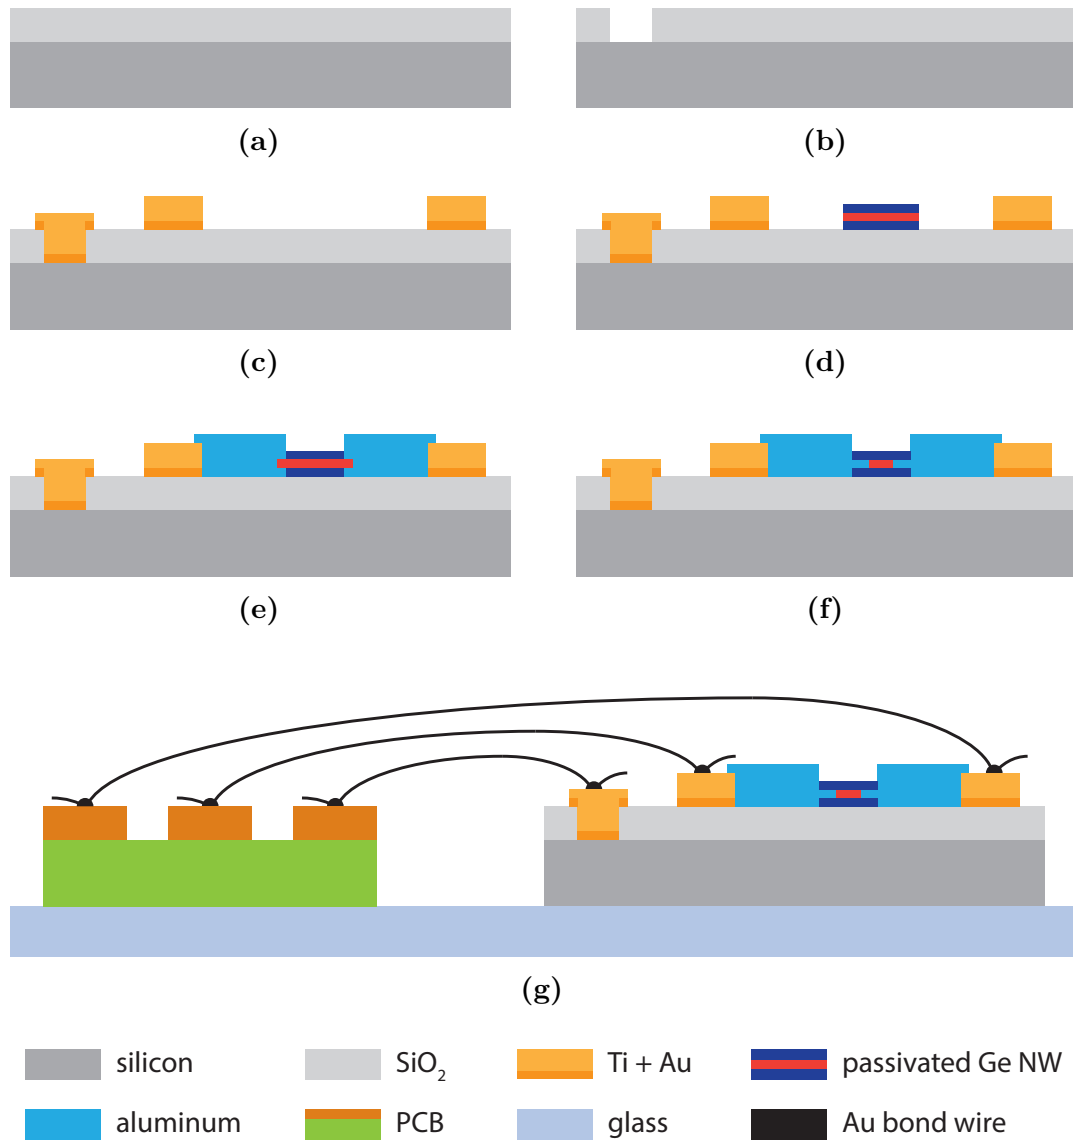 (a)
(b)
(c)
(d)
(e)
(f)
(g)
silicon
SiO₂
Ti + Au
passivated Ge NW
aluminum
PCB
glass
Au bond wire